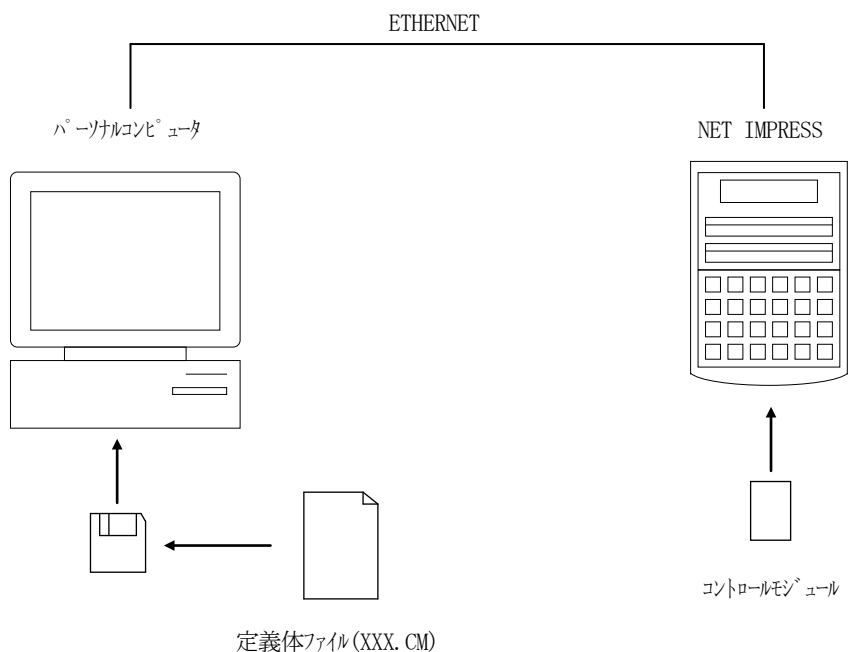 ETHERNET
ﾊﾟｰｿﾅﾙｺﾝﾋﾟｭｰﾀ
NET IMPRESS
ｺﾝﾄﾛｰﾙﾓｼﾞｭｰﾙ
定義体ﾌｧｲﾙ(XXX.CM)